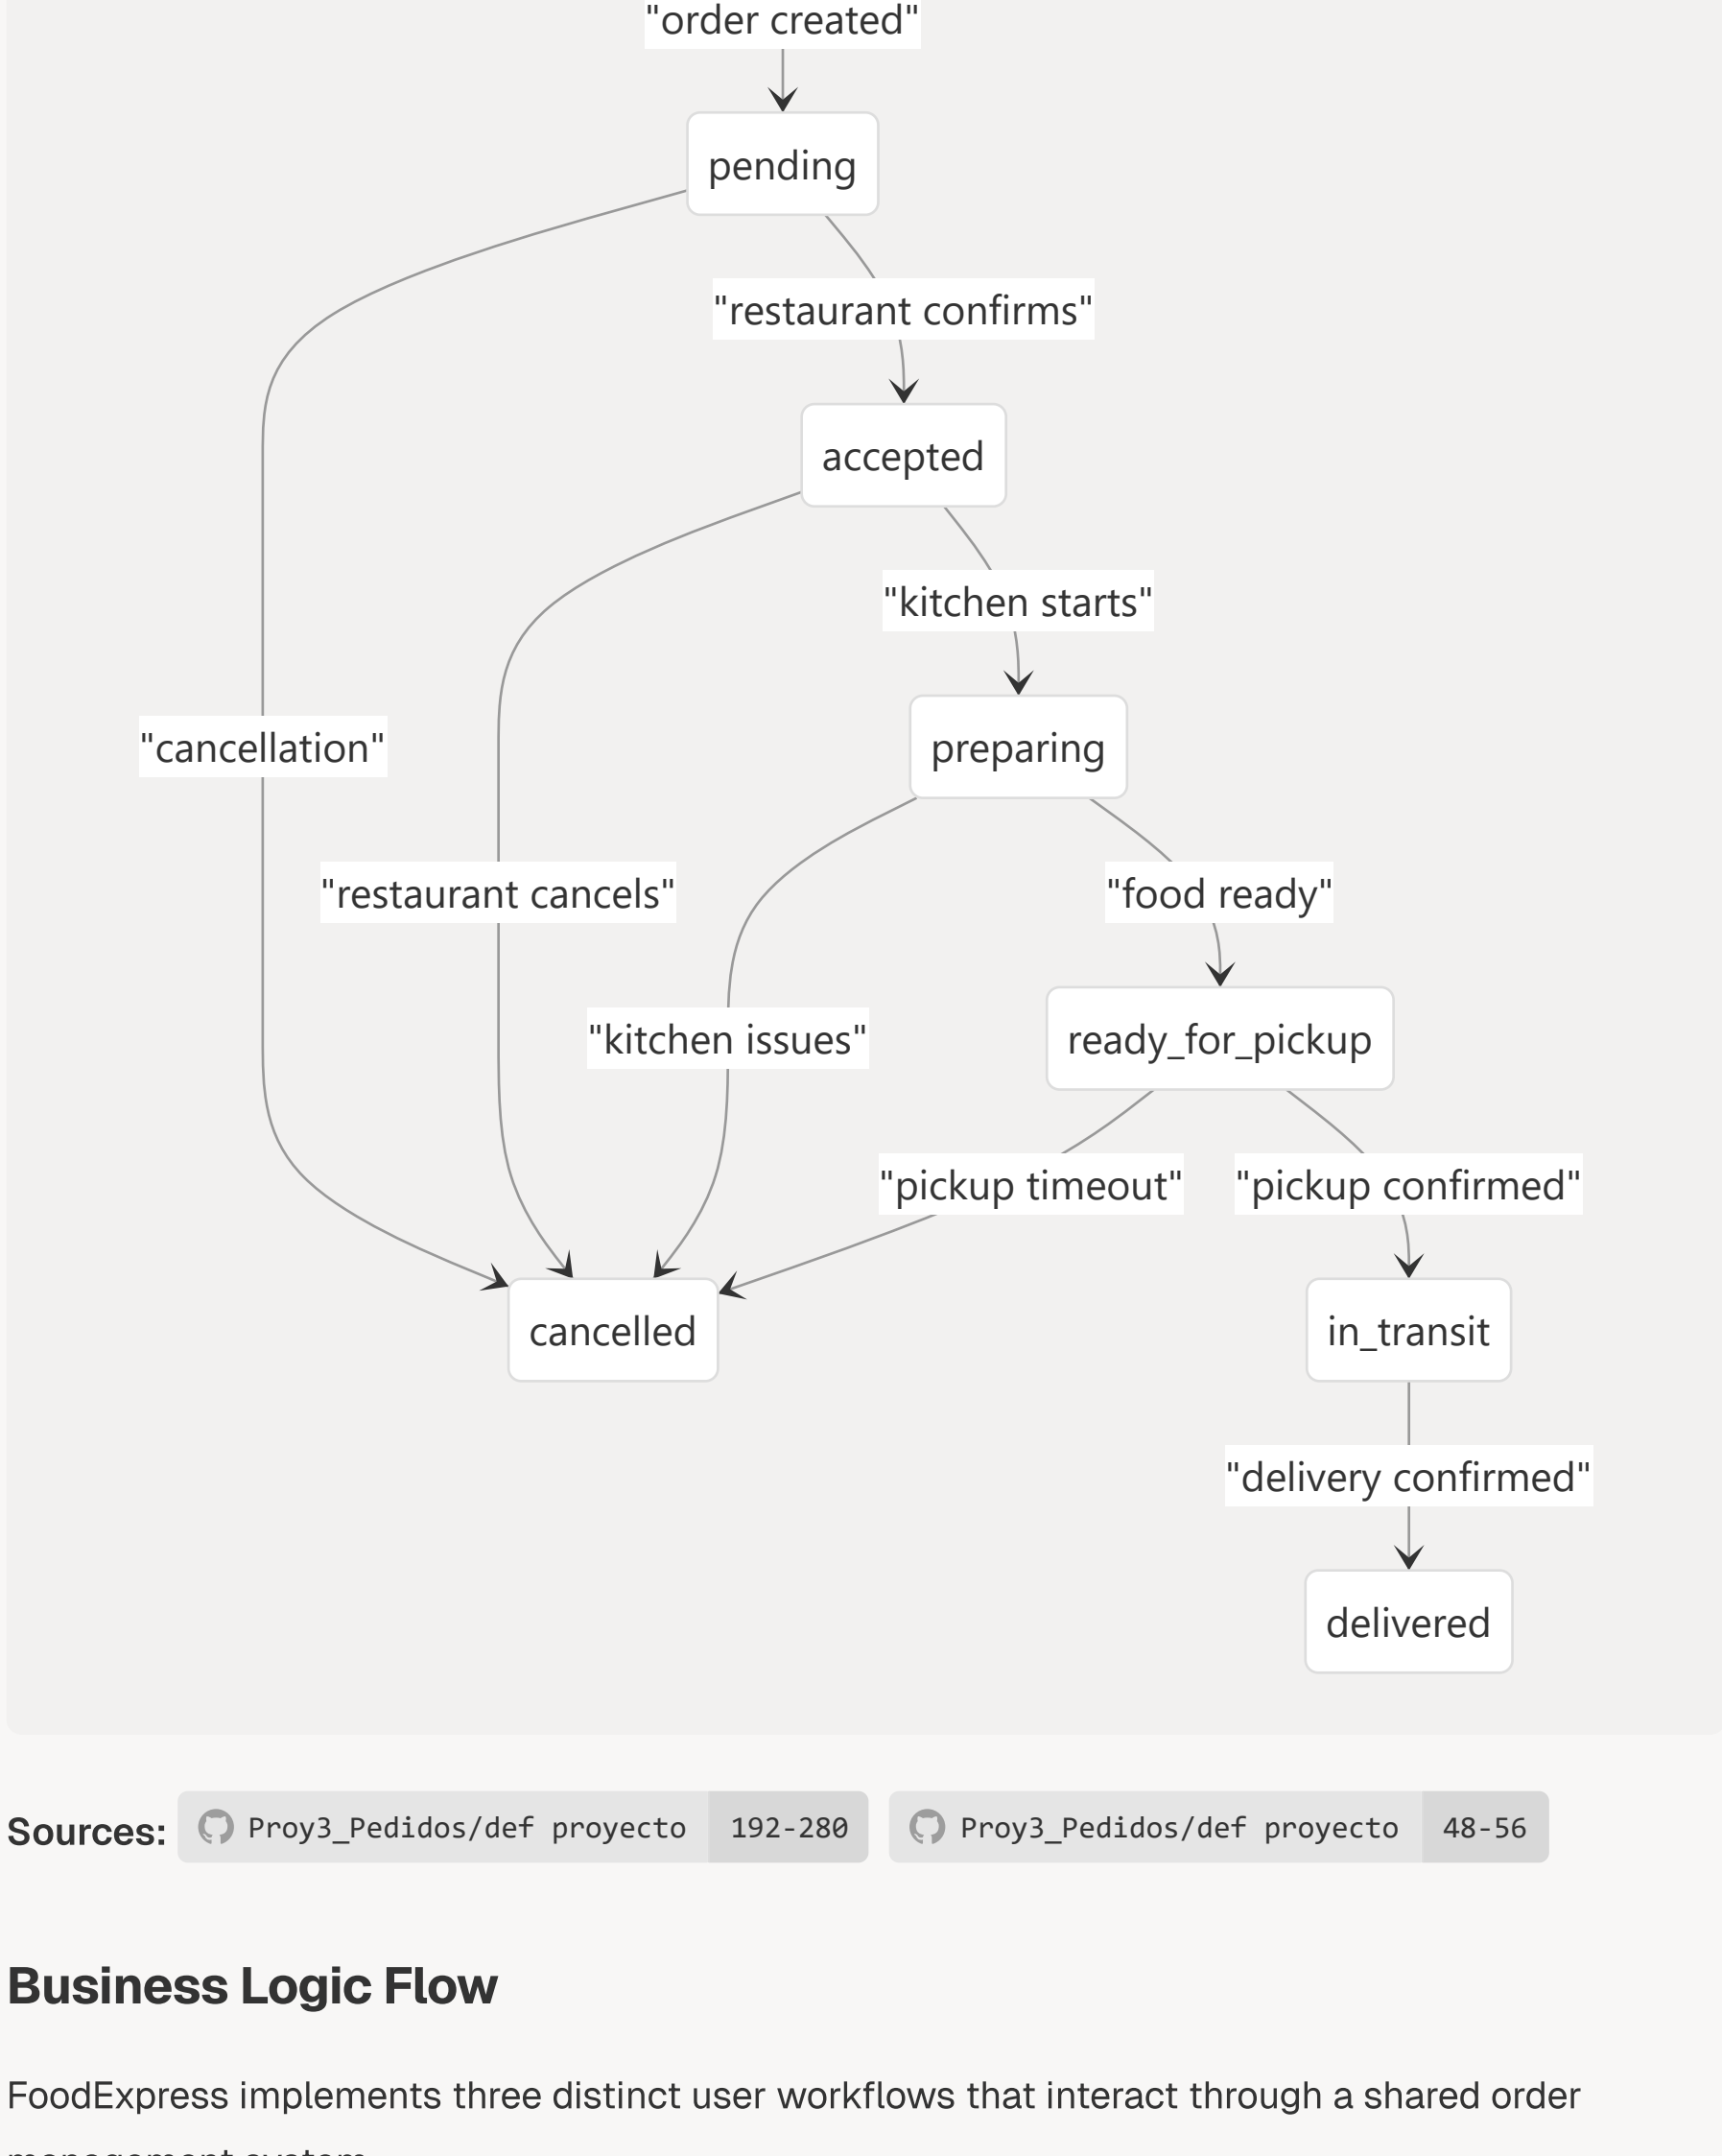 "order created"
pending
"restaurant confirms"
accepted
"kitchen starts"
"cancellation"
preparing
"restaurant cancels"
"food ready"
"kitchen issues"
ready_for_pickup
"pickup timeout"
"pickup confirmed"
cancelled
in_transit
"delivery confirmed"
delivered
Sources: Proy3_Pedidos/def proyecto 192-280 Proy3_Pedidos/def proyecto 48-56
Business Logic Flow
FoodExpress implements three distinct user workflows that interact through a shared order
management system